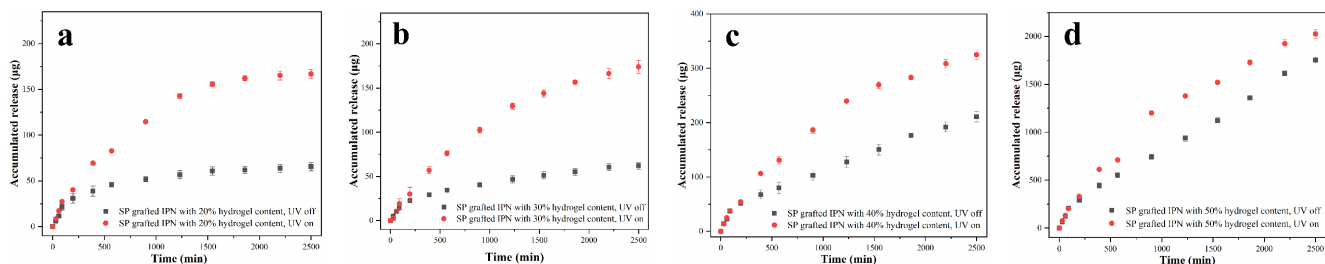 a
Accumulated release (µg)
200
150
100
50
0
SP grafted IPN with 20% hydrogel content, UV off
SP grafted IPN with 20% hydrogel content, UV on
0 500 1000 1500 2000 2500
Time (min)
b
Accumulated release (µg)
200
150
100
50
0
SP grafted IPN with 30% hydrogel content, UV off
SP grafted IPN with 30% hydrogel content, UV on
0 500 1000 1500 2000 2500
Time (min)
c
Accumulated release (µg)
400
300
200
100
0
SP grafted IPN with 40% hydrogel content, UV off
SP grafted IPN with 40% hydrogel content, UV on
0 500 1000 1500 2000 2500
Time (min)
d
Accumulated release (µg)
2000
1500
1000
500
0
SP grafted IPN with 50% hydrogel content, UV off
SP grafted IPN with 50% hydrogel content, UV on
0 500 1000 1500 2000 2500
Time (min)